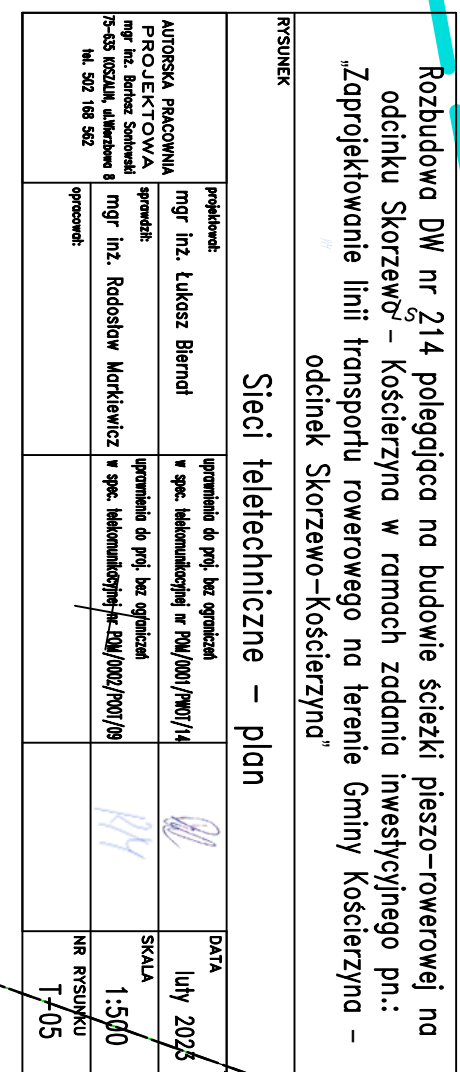 Rozbudowa DW nr 214 polegająca na budowie ścieżki pieszo-rowerowej na
odcinku Skorzewo - Kościerzyna w ramach zadania inwestycyjnego pn.:
„Zaprojektowanie linii transportu rowerowego na terenie Gminy Kościerzyna -
odcinek Skorzewo-Kościerzyna"
LS
RYSUNEK
Sieci teletechniczne - plan
AUTORSKA PRACOWNIA
PROJEKTOWA
mgr inż. Bartosz Sontowski
75-635 KOSZALIN, ul.Wierzbowa 8
tel. 502 168 562
projektował:
mgr inż. Łukasz Biernat
uprawnienia do proj. bez ograniczeń
w spec. telekomunikacyjnej nr POM/0001/PWOT/14
sprawdził:
mgr inż. Radosław Markiewicz
uprawnienia do proj. bez ograniczeń
w spec. telekomunikacyjnej nr POM/0002/POOT/09
opracował:
DATA
luty 2023
SKALA
1:500
NR RYSUNKU
T-05